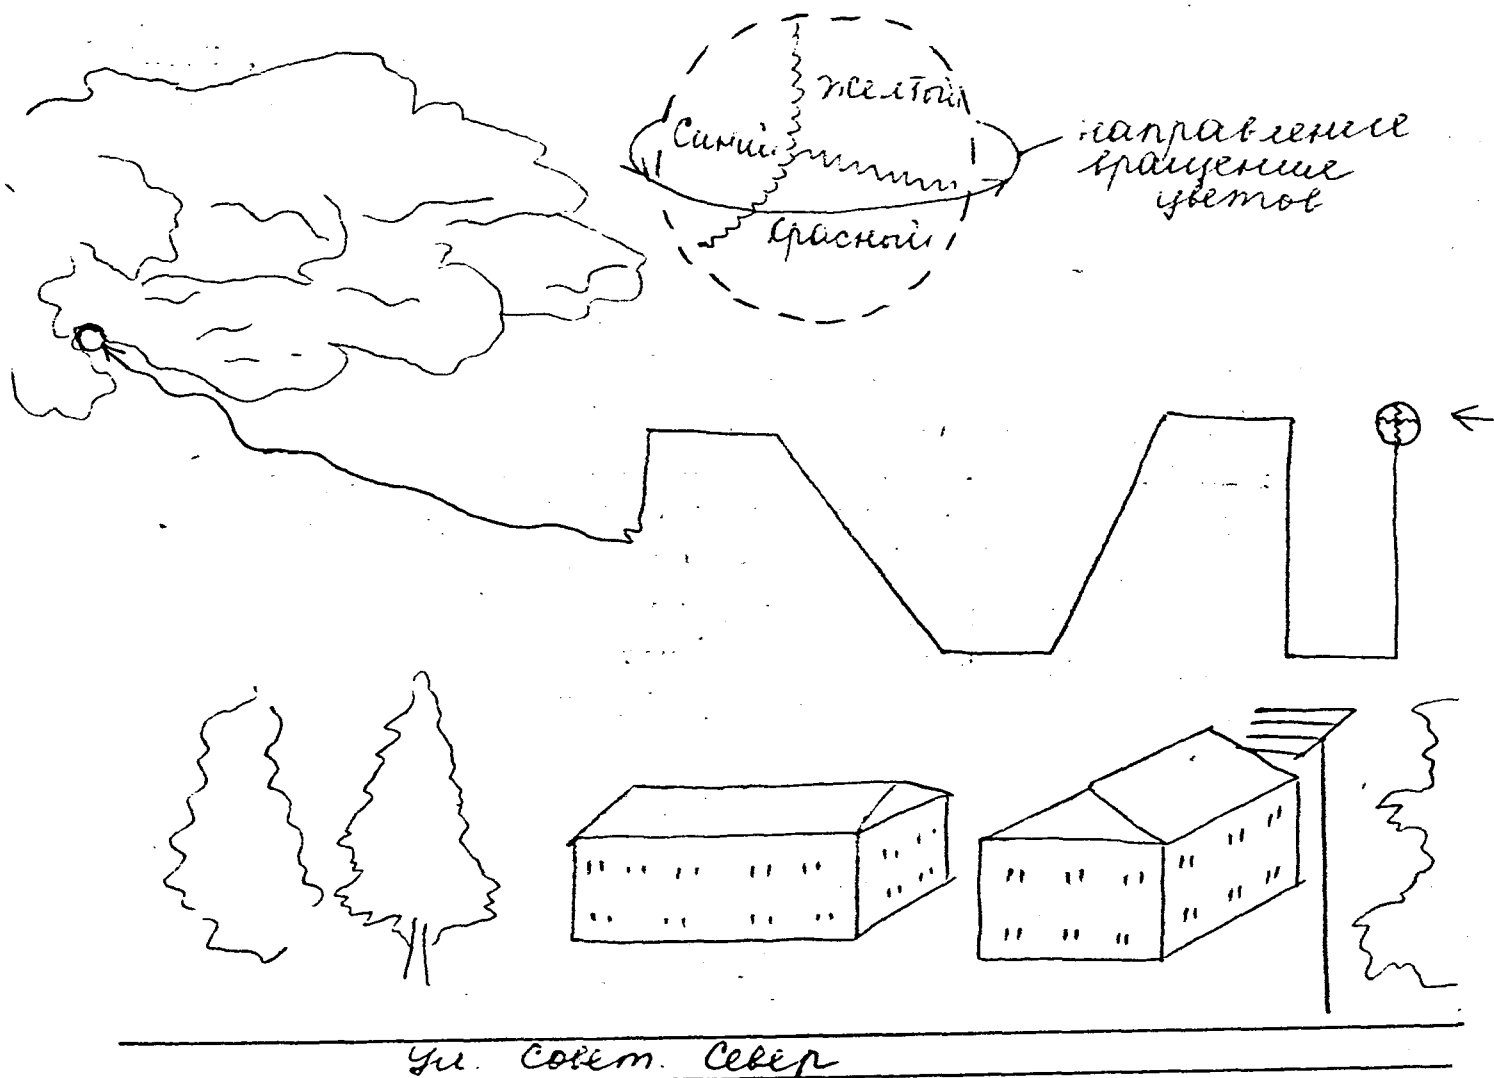 Желтый
Синий
Красный
направление
вращение
цветов
ул. Совет. Север